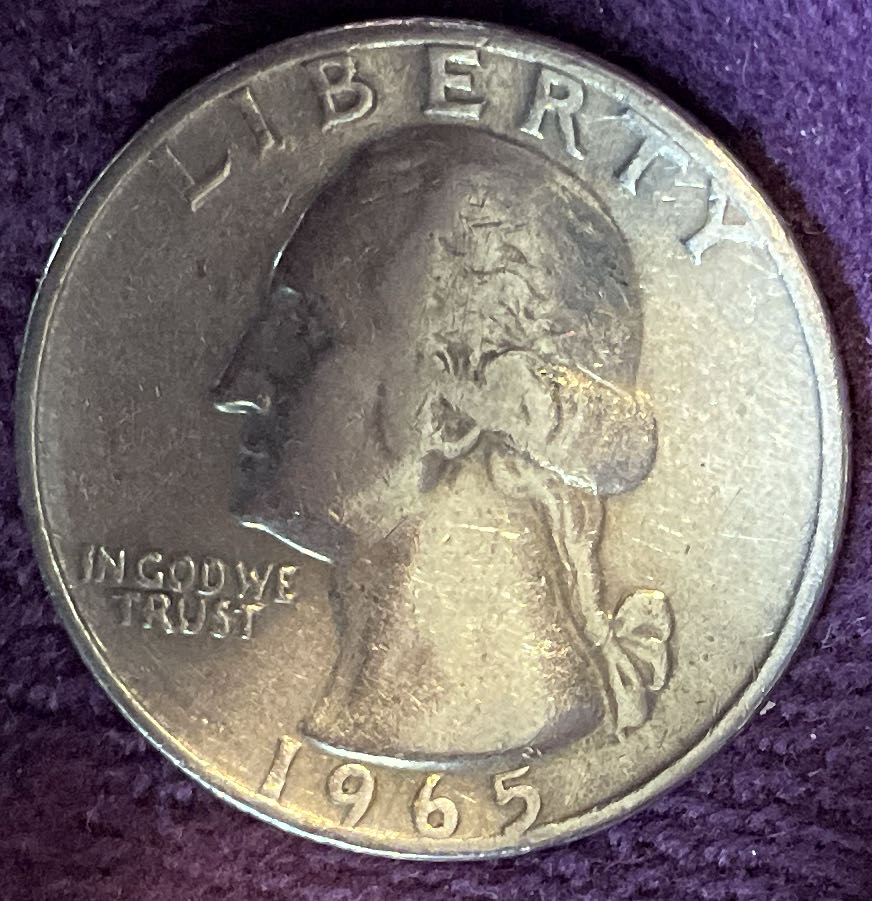 LIBERTY
IN GOD WE
TRUST
1965